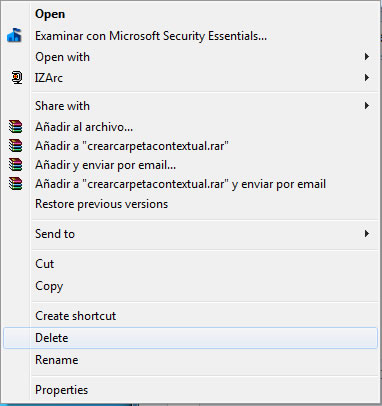 Open
Examinar con Microsoft Security Essentials...
Open with
IZArc
Share with
Añadir al archivo...
Añadir a "crearcarpetacontextual.rar"
Añadir y enviar por email...
Añadir a "crearcarpetacontextual.rar" y enviar por email
Restore previous versions
Send to
Cut
Copy
Create shortcut
Delete
Rename
Properties